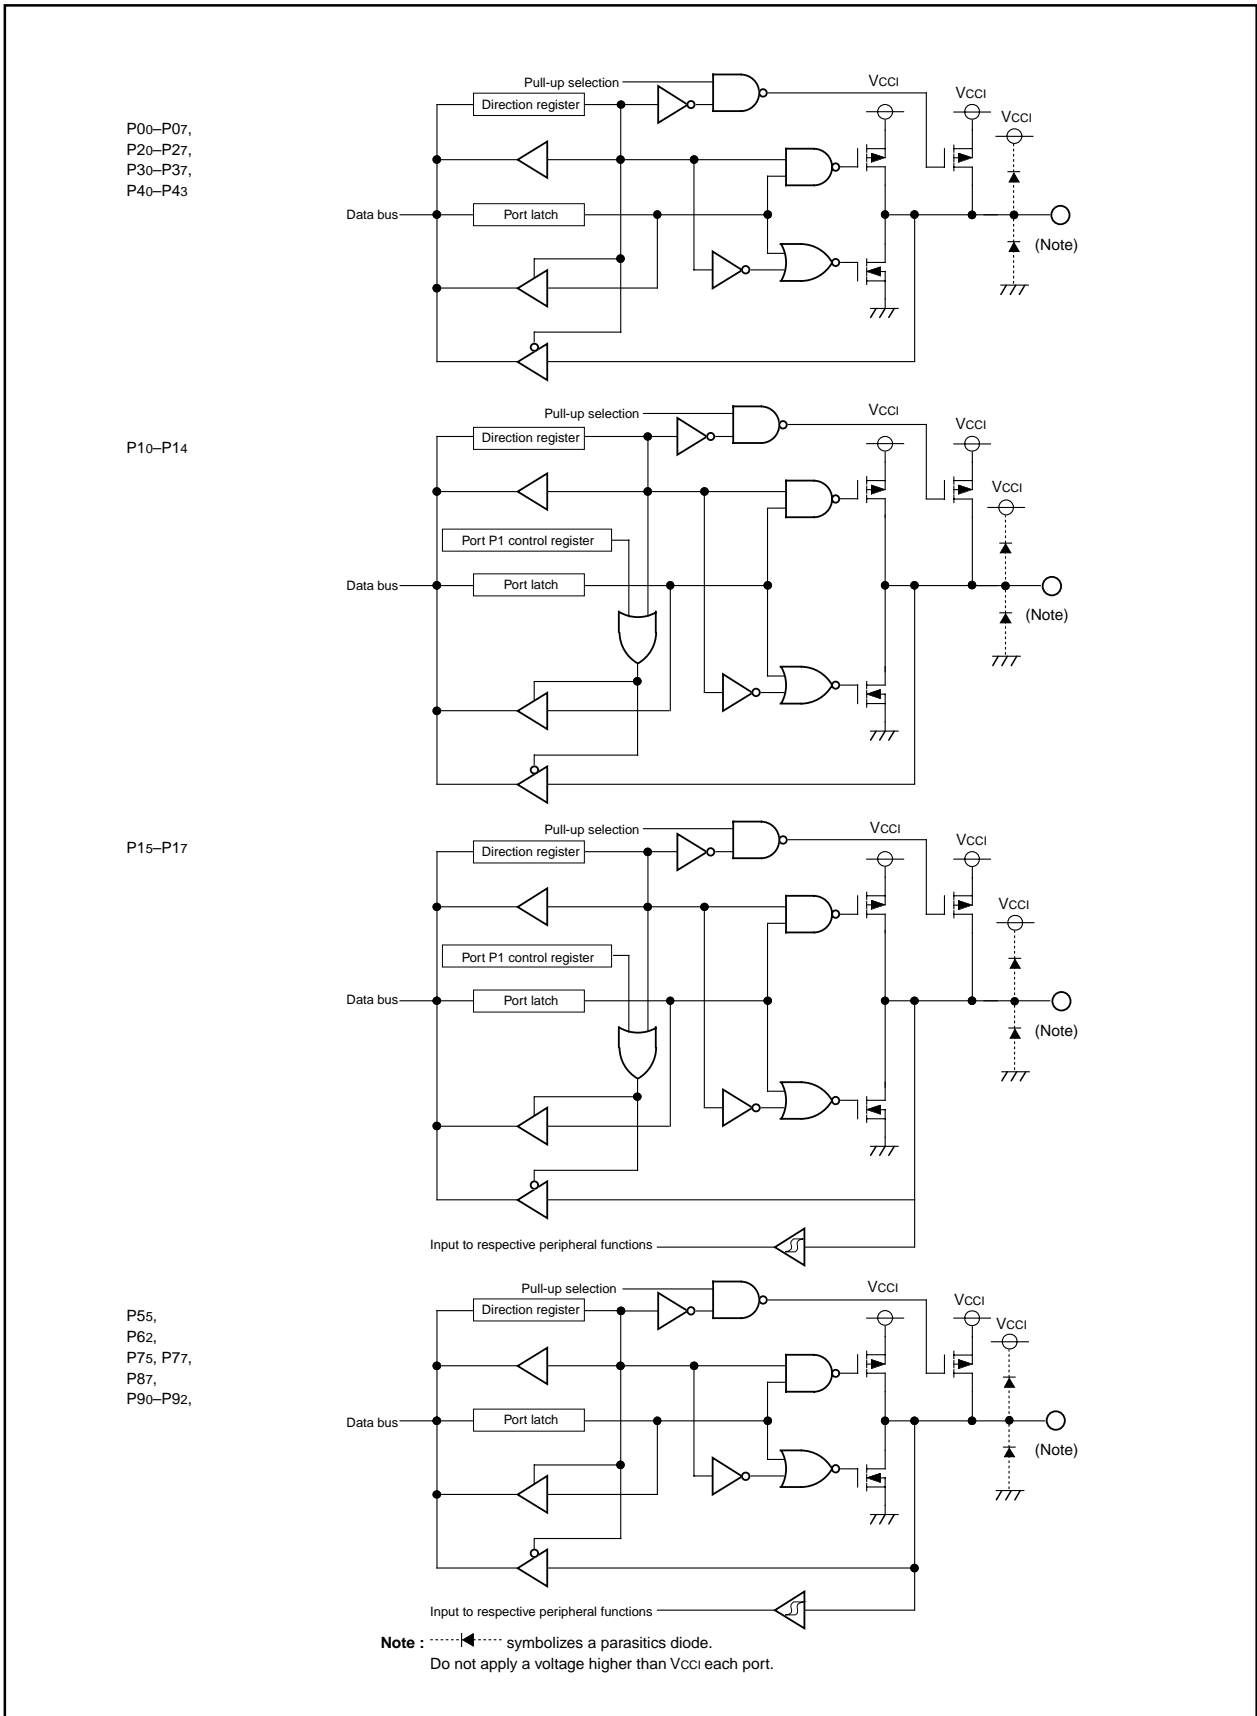 Pull-up selection
VCCI
VCCI
Direction register
VCCI
P00–P07,
P20–P27,
P30–P37,
P40–P43
Data bus
Port latch
(Note)
Pull-up selection
VCCI
VCCI
P10–P14
Direction register
VCCI
Port P1 control register
Data bus
Port latch
(Note)
Pull-up selection
VCCI
VCCI
P15–P17
Direction register
VCCI
Port P1 control register
Data bus
Port latch
(Note)
Input to respective peripheral functions
Pull-up selection
VCCI
VCCI
P55,
Direction register
VCCI
P62,
P75, P77,
P87,
P90–P92,
Data bus
Port latch
(Note)
Input to respective peripheral functions
Note : symbolizes a parasitics diode.
Do not apply a voltage higher than VCCI each port.